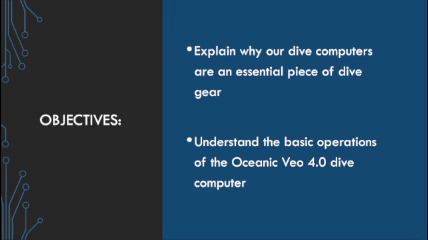 OBJECTIVES:
•Explain why our dive computers
are an essential piece of dive
gear
•Understand the basic operations
of the Oceanic Veo 4.0 dive
computer